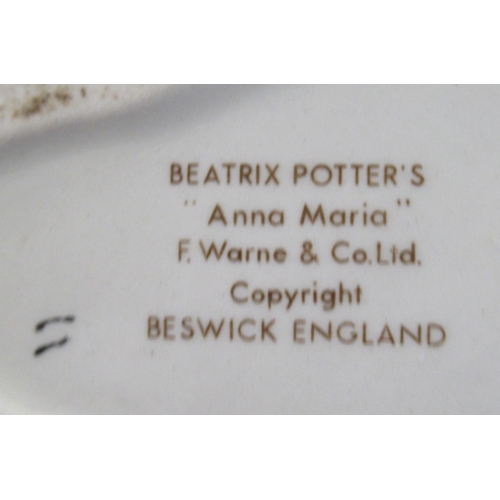 BEATRIX POTTER'S
"Anna Maria"
F. Warne & Co.Ltd.
Copyright
BESWICK ENGLAND